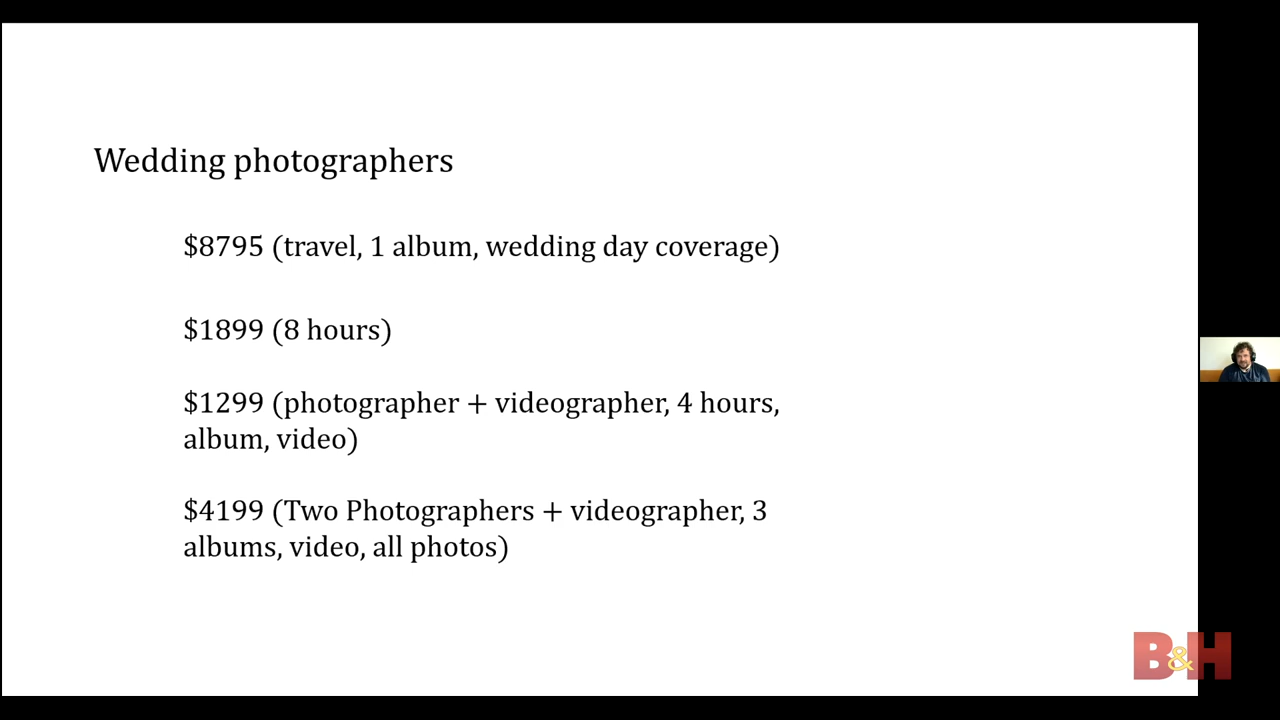 Wedding photographers
$8795 (travel, 1 album, wedding day coverage)
$1899 (8 hours)
$1299 (photographer + videographer, 4 hours,
album, video)
$4199 (Two Photographers + videographer, 3
albums, video, all photos)
B&H